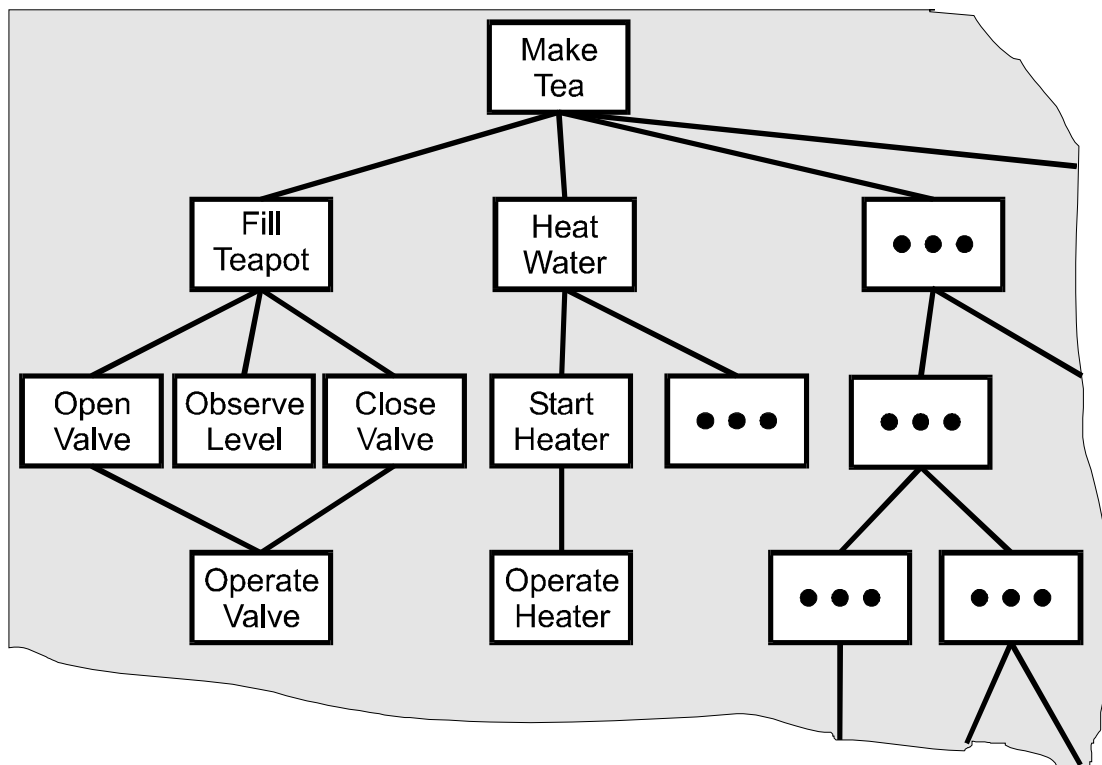 Make
Tea
Fill
Teapot
Heat
Water
● ● ●
Open
Valve
Observe
Level
Close
Valve
Start
Heater
● ● ●
● ● ●
Operate
Valve
Operate
Heater
● ● ●
● ● ●